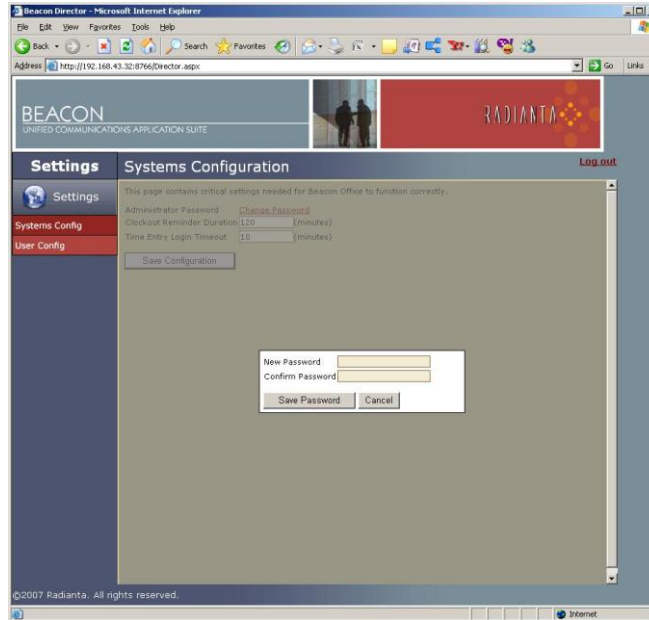 Beacon Director - Microsoft Internet Explorer
File Edit View Favorites Tools Help
Back Search Favorites
Address http://192.168.43.32:8766/Director.aspx Go Links
BEACON
UNIFIED COMMUNICATIONS APPLICATION SUITE
RADIANTA
Settings
Systems Configuration
Log out
Settings
This page contains critical settings needed for Beacon Office to function correctly.
Administrator Password Change Password
Systems Config
Clockout Reminder Duration 120 (minutes)
Time Entry Login Timeout 10 (minutes)
User Config
Save Configuration
New Password
Confirm Password
Save Password Cancel
©2007 Radianta. All rights reserved.
Internet